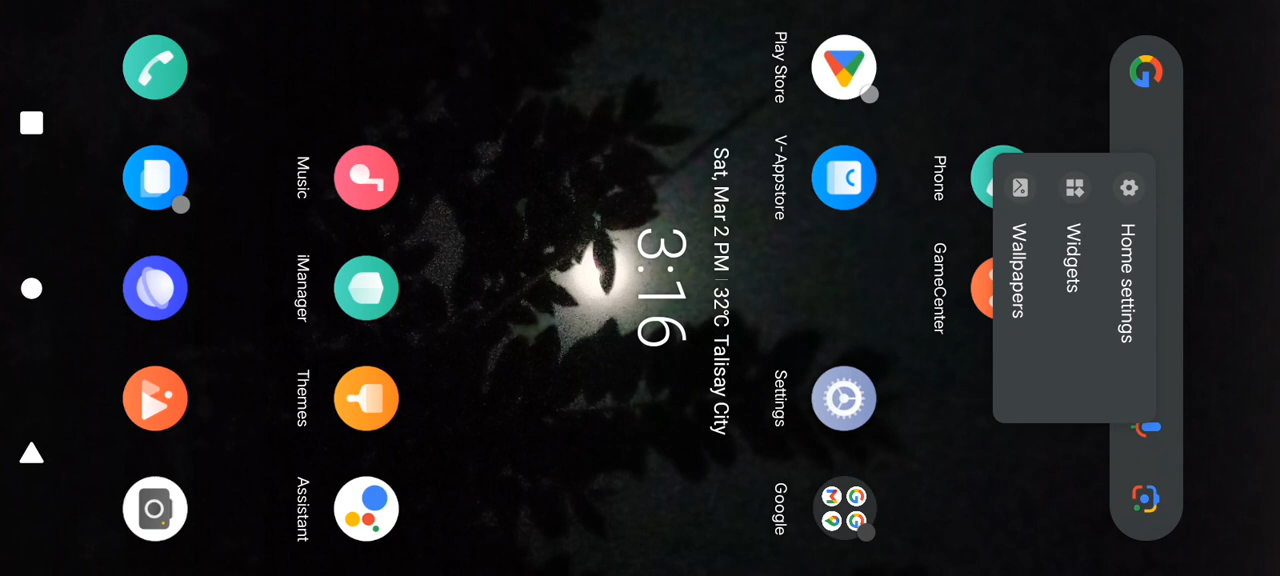 Home settings
Widgets
Wallpapers
Phone GameCenter
Play Store V-Appstore Settings Google
Sat, Mar 2 PM | 32°C Talisay City
3:16
Music iManager Themes Assistant